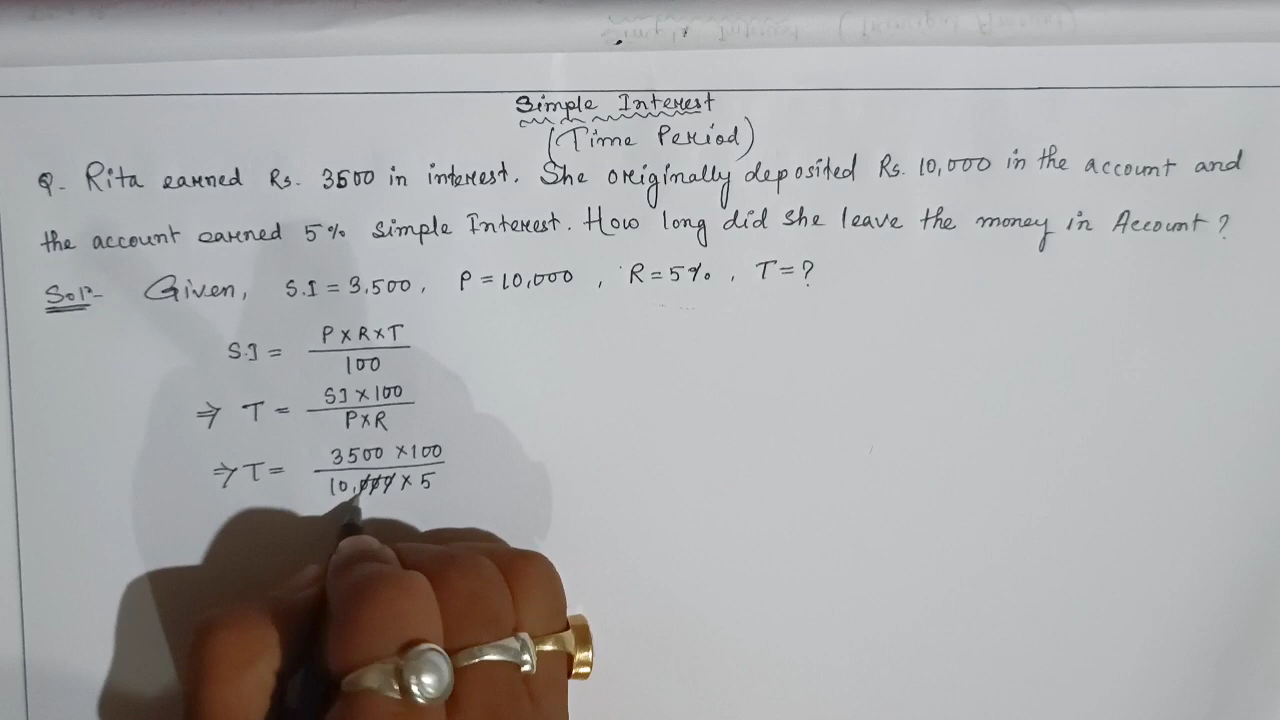 Simple Interest
(Time Period)
Q. Rita earned Rs. 3500 in interest. She originally deposited Rs. 10,000 in the account and
the account earned 5% Simple Interest. How long did She leave the money in Account?
Soln- Given, S.I = 3,500, P = 10,000, R = 5%, T = ?
S.I = P×R×T
100
⇒ T = SI×100
P×R
⇒ T = 3500 ×100
10,000 × 5